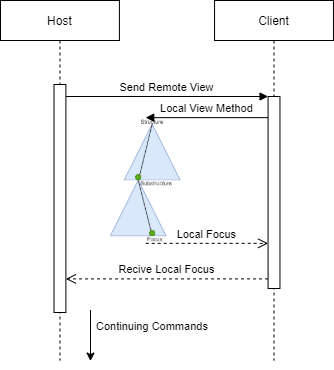 Host
Client
Send Remote View
Local View Method
Structure
Substructure
Focus
Local Focus
Recive Local Focus
Continuing Commands